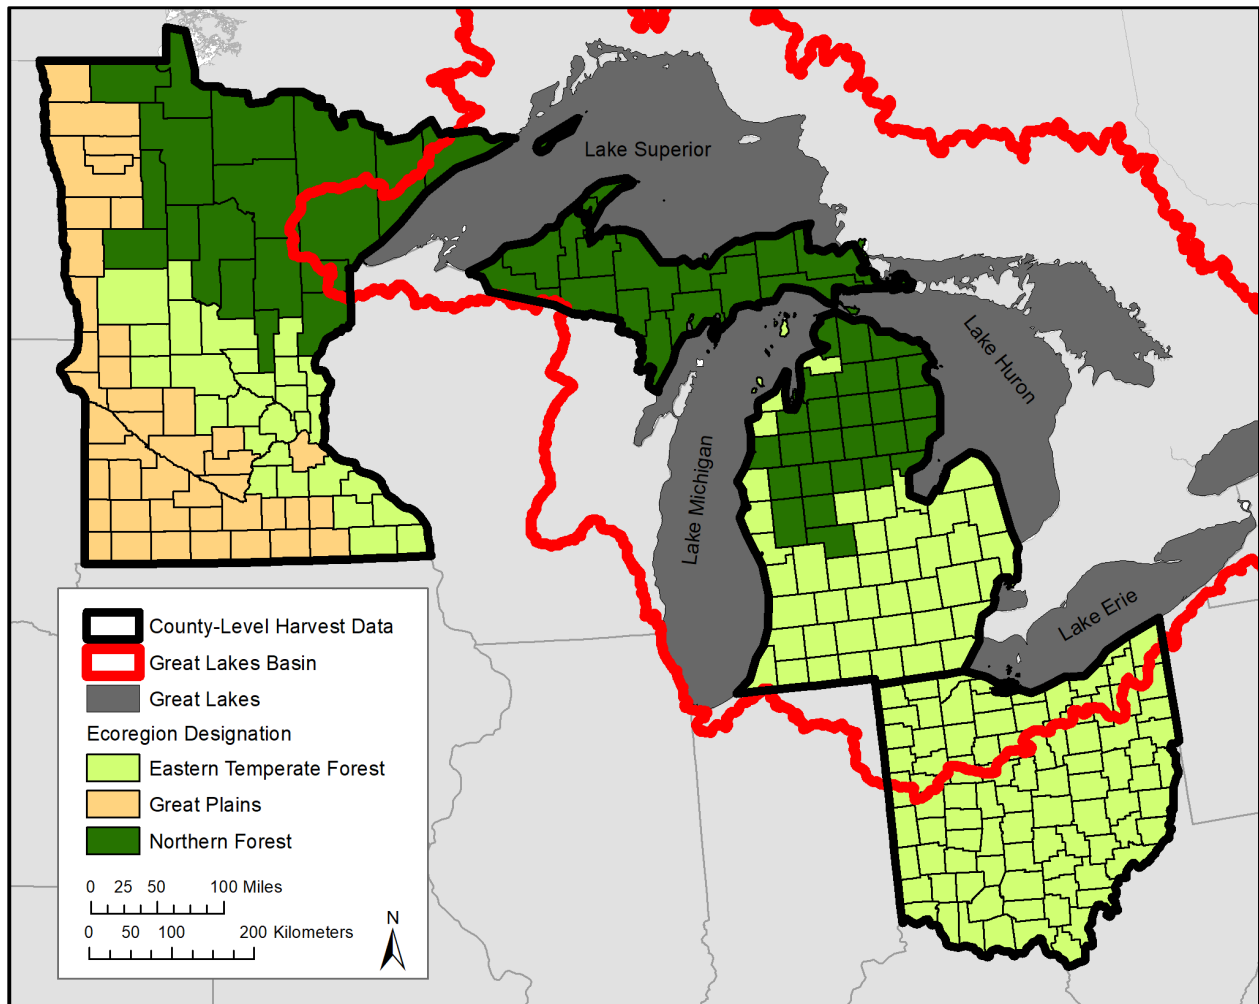 Lake Superior
Lake Huron
Lake Michigan
Lake Erie
County-Level Harvest Data
Great Lakes Basin
Great Lakes
Ecoregion Designation
Eastern Temperate Forest
Great Plains
Northern Forest
0 25 50 100 Miles
0 50 100 200 Kilometers
N